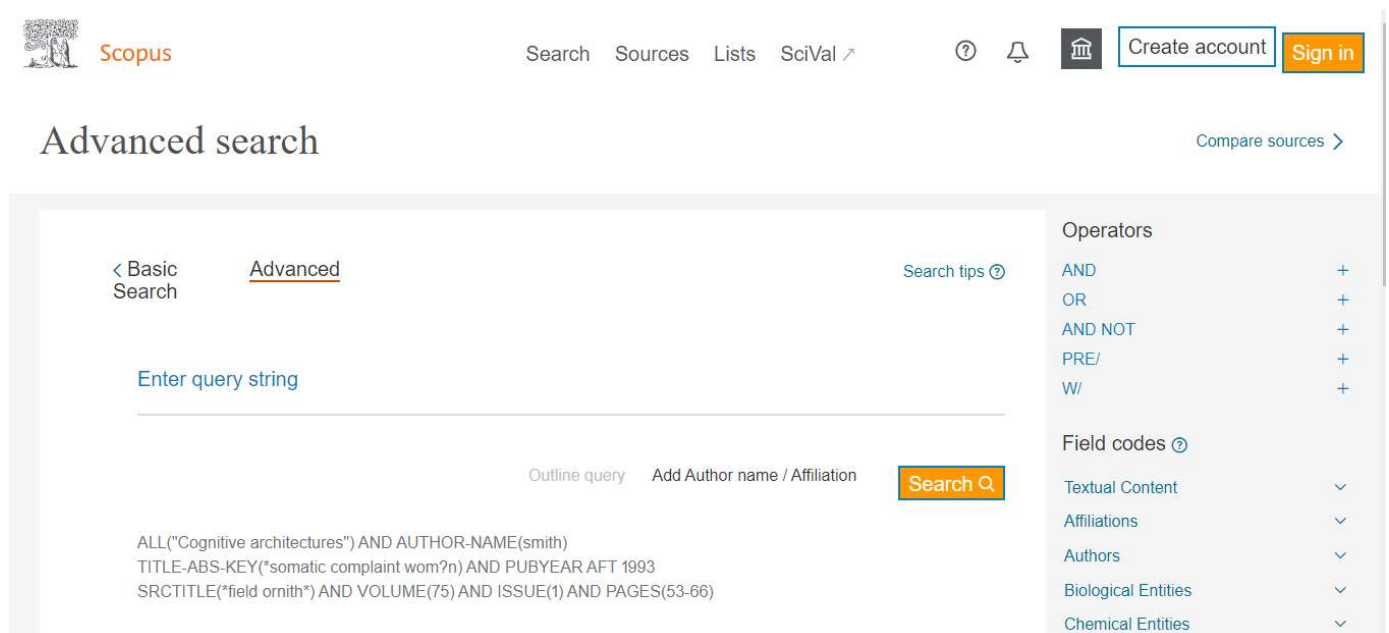 Scopus
Search Sources Lists SciVal ↗
Create account
Sign in
Advanced search
Compare sources >
< Basic
Search
Advanced
Search tips
Enter query string
Outline query Add Author name / Affiliation Search
ALL("Cognitive architectures") AND AUTHOR-NAME(smith)
TITLE-ABS-KEY(*somatic complaint wom?n) AND PUBYEAR AFT 1993
SRCTITLE(*field ornith*) AND VOLUME(75) AND ISSUE(1) AND PAGES(53-66)
Operators
AND +
OR +
AND NOT +
PRE/ +
W/ +
Field codes
Textual Content
Affiliations
Authors
Biological Entities
Chemical Entities